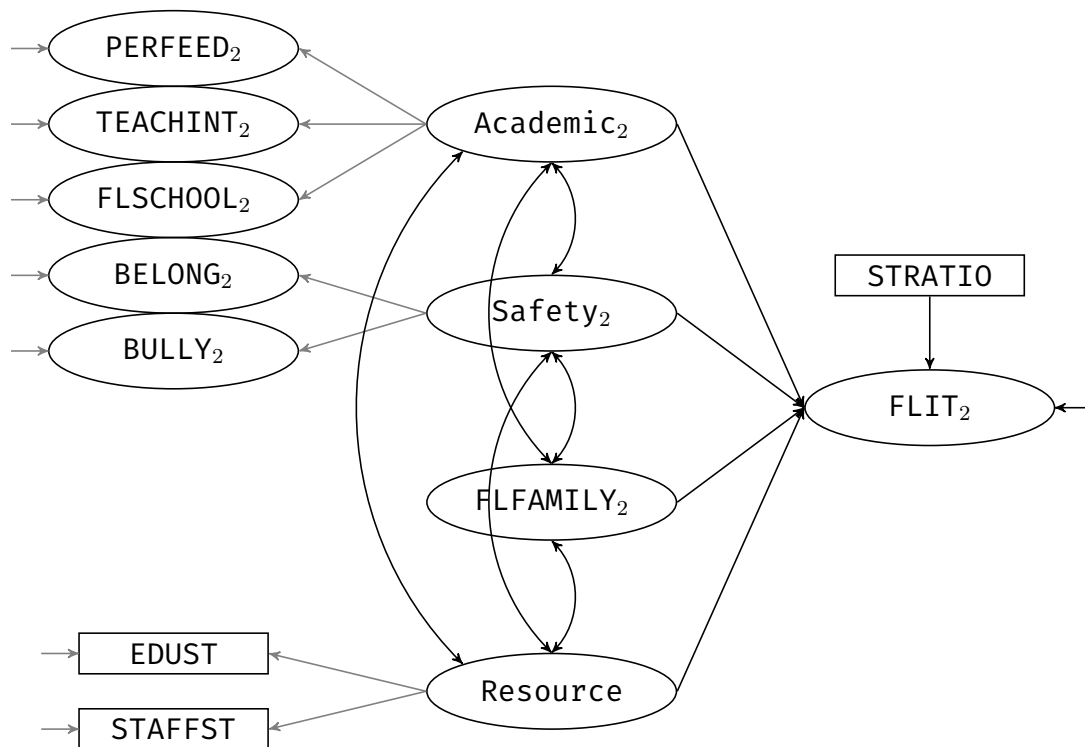 PERFEED₂
TEACHINT₂
FLSCHOOL₂
BELONG₂
BULLY₂
Academic₂
Safety₂
FLFAMILY₂
Resource
EDUST
STAFFST
STRATIO
FLIT₂